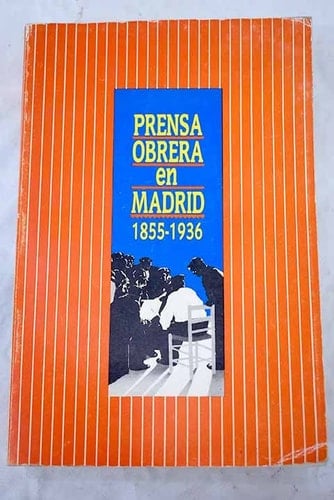 PRENSA
OBRERA
en
MADRID
1855-1936